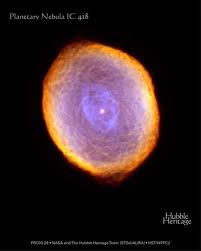 Planetary Nebula IC 418
Hubble
Heritage
PRC00-28 • NASA and The Hubble Heritage Team (STScI/AURA) • HST/WFPC2